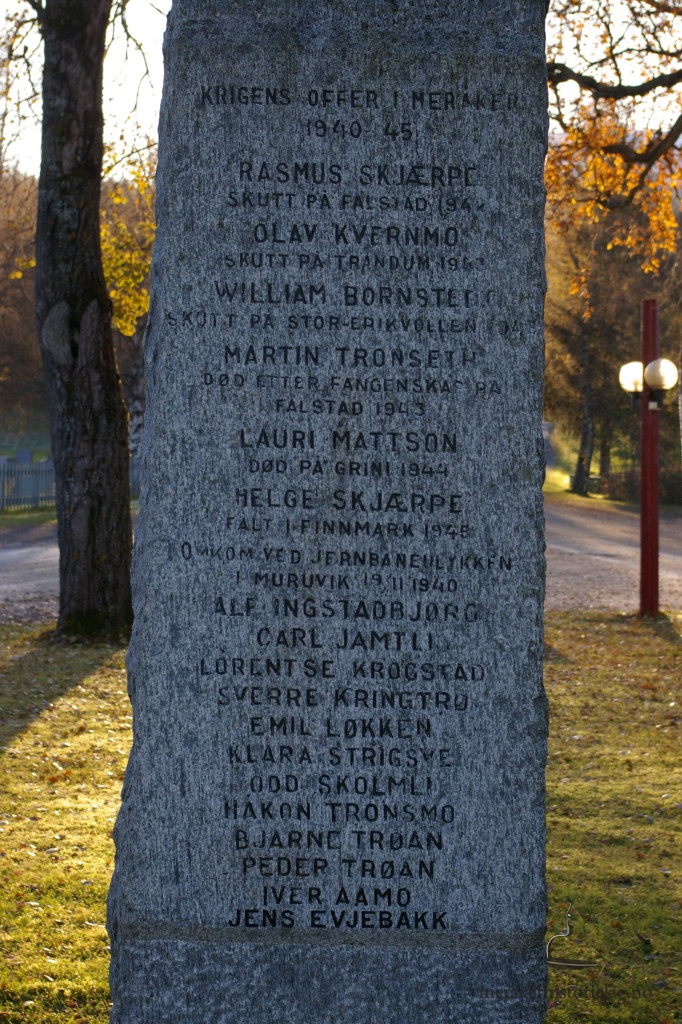 KRIGENS OFFER I MERÅKER
1940-45
RASMUS SKJÆRPE
SKUTT PÅ FALSTAD 1942
OLAV KVERNMO
SKUTT PÅ TRANDUM 1943
WILLIAM
SKUTT PÅ STOR-ERIKVOLLEN
MARTIN TRONSETH
DØD ETTER FANGENSKAP PÅ
FALSTAD 1943
LAURI MATTSON
DØD PÅ GRINI 1944
HELGE SKJÆRPE
FALT I FINNMARK 1945
OMKOM VED JERNBANEULYKKEN
I MURUVIK 19.11 1940
ALF INGSTADBJØRG
CARL JAMTLI
LORENTSE KROGSTAD
SVERRE KRINGTRØ
EMIL LØKKEN
KLARA STRIGSVE
ODD SKOLMLI
HÅKON TRONSMO
BJARNE TRØAN
PEDER TRØAN
IVER AAMO
JENS EVJEBAKK